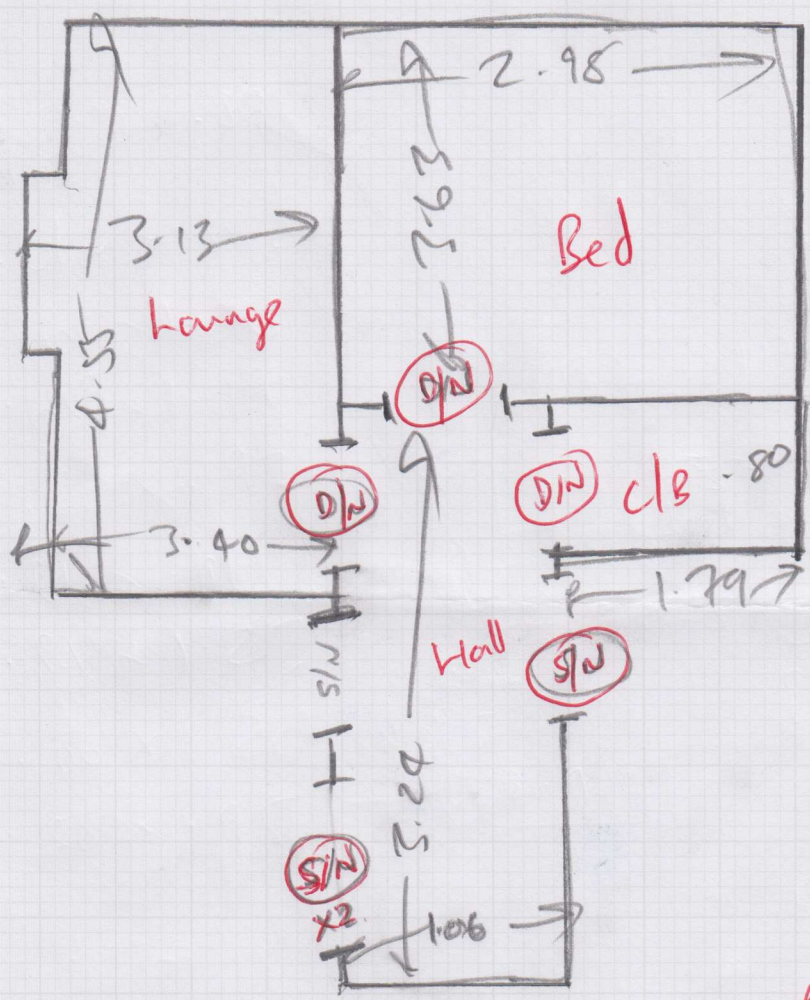 2.98
3.63
3.13
Bed
Lounge
4.55
D/N
D/N
D/N
C/B
.80
3.40
1.79
Hall
S/N
S/N
3.24
S/N
x2
1.06